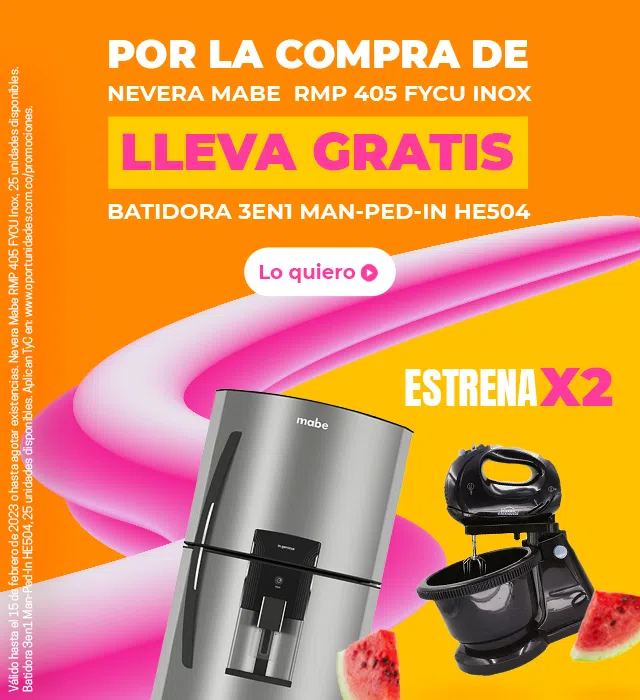 POR LA COMPRA DE
NEVERA MABE RMP 405 FYCU INOX
LLEVA GRATIS
BATIDORA 3EN1 MAN-PED-IN HE504
Lo quiero
ESTRENA X2
mabe
Válido hasta el 15 de febrero de 2023 o hasta agotar existencias. Nevera Mabe RMP 405 FYCU Inox, 25 unidades disponibles.
Batidora 3en1 Man-Ped-In HE504, 25 unidades disponibles. Aplican TyC en: www.oportunidades.com.co/promociones.